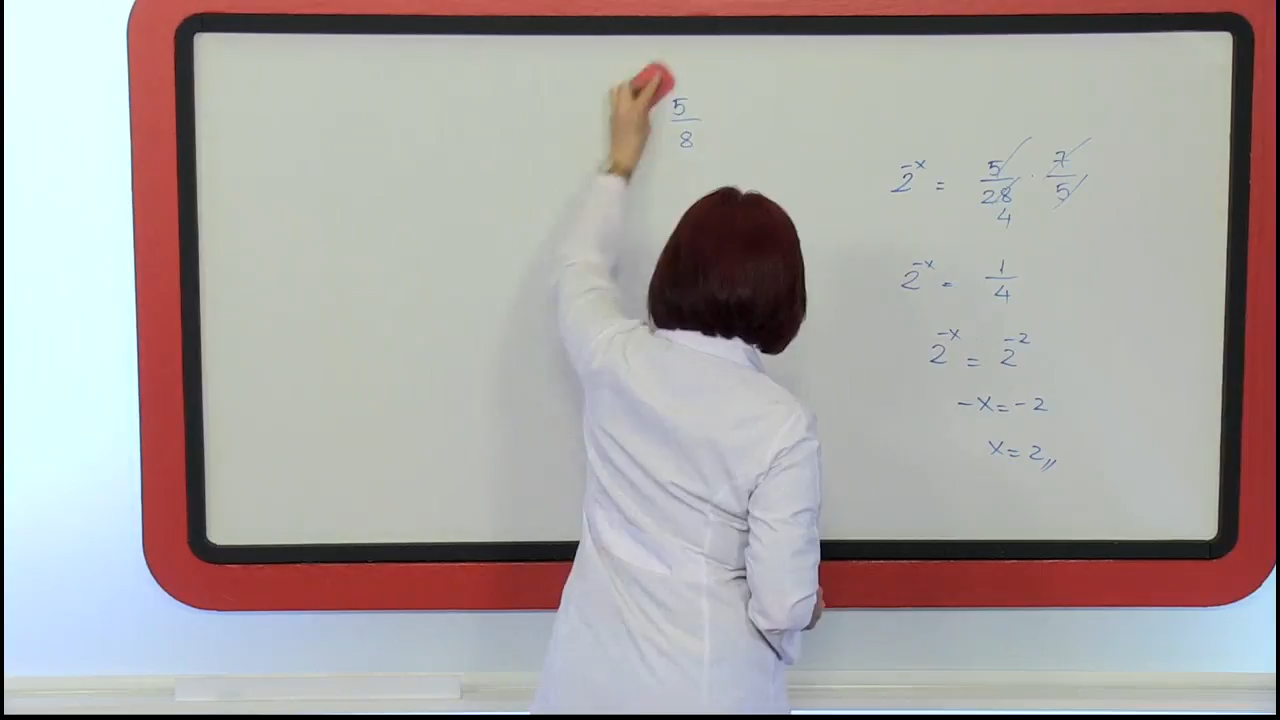 5/8
2^-x = 5/28 · 7/5
4
2^-x = 1/4
2^-x = 2^-2
-x = -2
x = 2,,